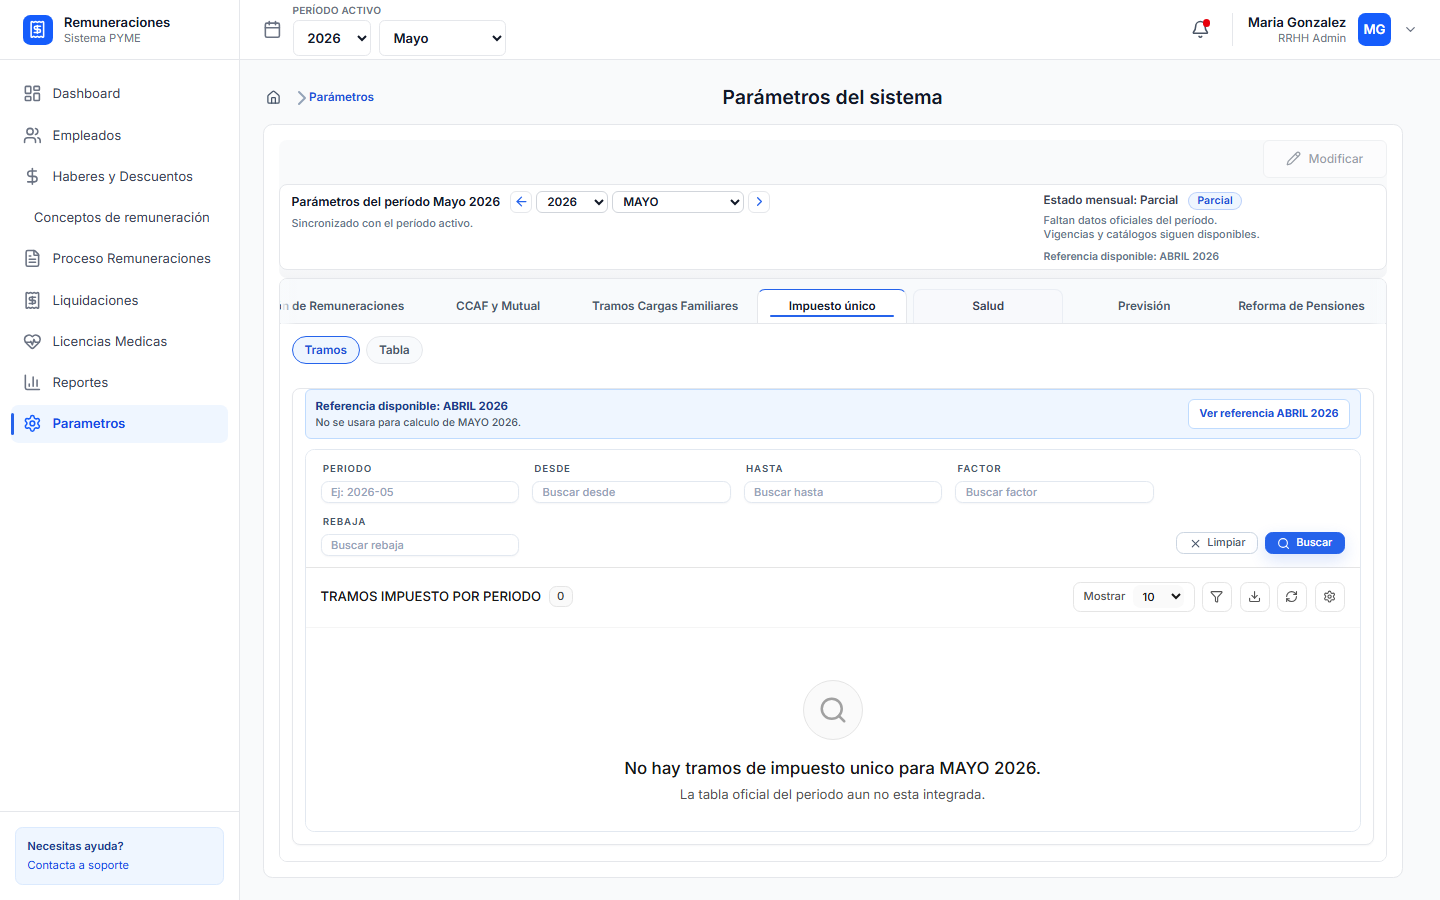 Remuneraciones
Sistema PYME
PERÍODO ACTIVO
2026
Mayo
Maria Gonzalez
RRHH Admin
MG
Dashboard
Empleados
Haberes y Descuentos
Conceptos de remuneración
Proceso Remuneraciones
Liquidaciones
Licencias Medicas
Reportes
Parametros
Necesitas ayuda?
Contacta a soporte
Parámetros
Parámetros del sistema
Modificar
Parámetros del período Mayo 2026
2026
MAYO
Sincronizado con el período activo.
Estado mensual: Parcial
Parcial
Faltan datos oficiales del período.
Vigencias y catálogos siguen disponibles.
Referencia disponible: ABRIL 2026
de Remuneraciones
CCAF y Mutual
Tramos Cargas Familiares
Impuesto único
Salud
Previsión
Reforma de Pensiones
Tramos
Tabla
Referencia disponible: ABRIL 2026
No se usara para calculo de MAYO 2026.
Ver referencia ABRIL 2026
PERIODO
DESDE
HASTA
FACTOR
Ej: 2026-05
Buscar desde
Buscar hasta
Buscar factor
REBAJA
Buscar rebaja
Limpiar
Buscar
TRAMOS IMPUESTO POR PERIODO
0
Mostrar
10
No hay tramos de impuesto unico para MAYO 2026.
La tabla oficial del periodo aun no esta integrada.